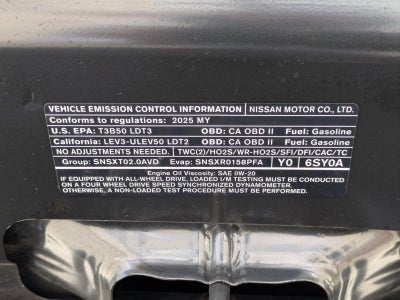 VEHICLE EMISSION CONTROL INFORMATION NISSAN MOTOR CO., LTD.
Conforms to regulations: 2025 MY
U.S. EPA: T3B50 LDT3 OBD: CA OBD II Fuel: Gasoline
California: LEV3-ULEV50 LDT2 OBD: CA OBD II Fuel: Gasoline
NO ADJUSTMENTS NEEDED. TWC(2)/HO2S/WR-HO2S/SFI/DFI/CAC/TC
Group: SNSXT02.0AVD Evap: SNSXR0158PFA Y0 6SY0A
Engine Oil Viscosity: SAE 0W-20
IF EQUIPPED WITH ALL-WHEEL DRIVE, LOADED I/M TESTING MUST BE CONDUCTED
ON A FOUR WHEEL DRIVE SPEED SYNCHRONIZED DYNAMOMETER.
OTHERWISE, A NON-LOADED TEST PROCEDURE MUST BE PERFORMED.